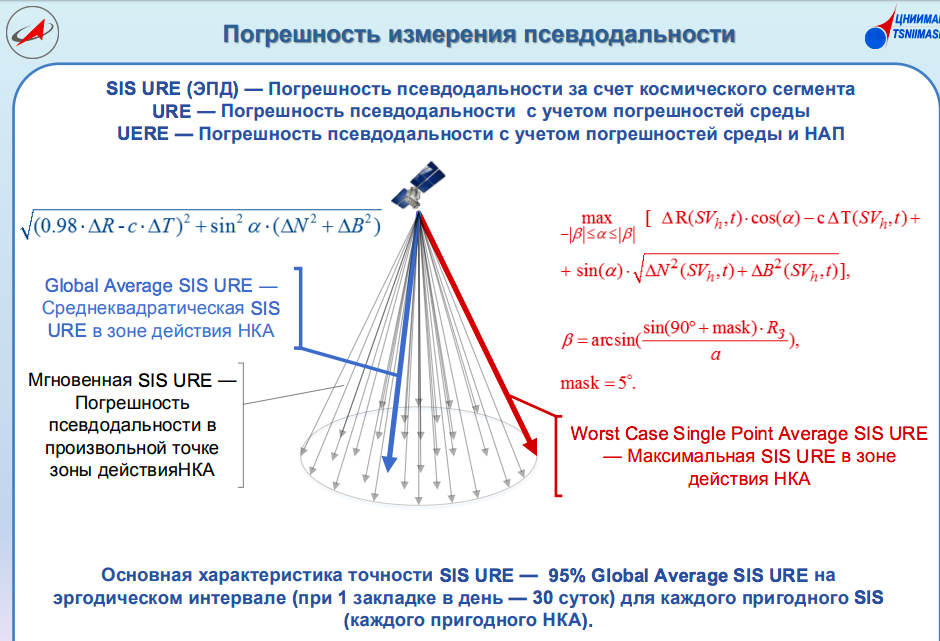 Погрешность измерения псевдодальности
ЦНИИМАШ
TSNIIMASH
SIS URE (ЭПД) — Погрешность псевдодальности за счет космического сегмента
URE — Погрешность псевдодальности с учетом погрешностей среды
UERE — Погрешность псевдодальности с учетом погрешностей среды и НАП
√((0.98·ΔR-c·ΔT)² + sin² α·(ΔN² + ΔB²))
Global Average SIS URE —
Среднеквадратическая SIS
URE в зоне действия НКА
Мгновенная SIS URE —
Погрешность
псевдодальности в
произвольной точке
зоны действияНКА
max [ ΔR(SVₕ,t)·cos(α)−c ΔT(SVₕ,t)+
−|β|≤α≤|β|
+ sin(α)·√(ΔN²(SVₕ,t)+ΔB²(SVₕ,t))],
β = arcsin(sin(90°+mask)·R₃/a),
mask = 5°.
Worst Case Single Point Average SIS URE
— Максимальная SIS URE в зоне
действия НКА
Основная характеристика точности SIS URE — 95% Global Average SIS URE на
эргодическом интервале (при 1 закладке в день — 30 суток) для каждого пригодного SIS
(каждого пригодного НКА).